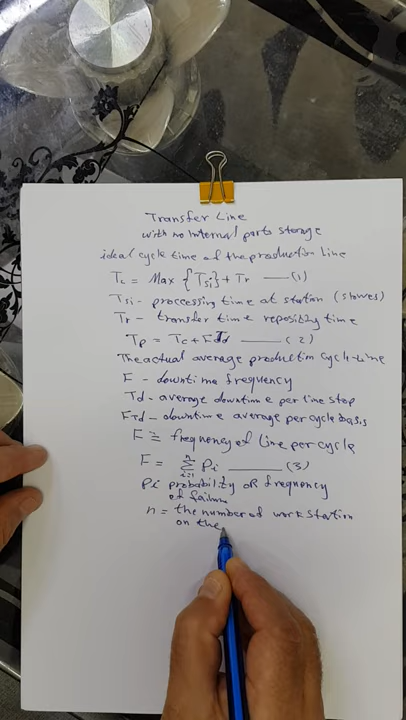 Transfer Line
with no Internal parts storage
ideal cycle time of the production line
Tc = Max {Tsi} + Tr —— (1)
Tsi - processing time at station (slowes)
Tr - transfer time repositiy time
Tp = Tc + FTd —— (2)
The actual average production cycle-time
F - downtime frequency
Td - average downtime per line stop
FTd - downtime average per cycle basis
F ≅ frequency of line per cycle
F = n Σ i=1 Pi —— (3)
Pi probability or frequency
of failure
n = the number of work station
on the